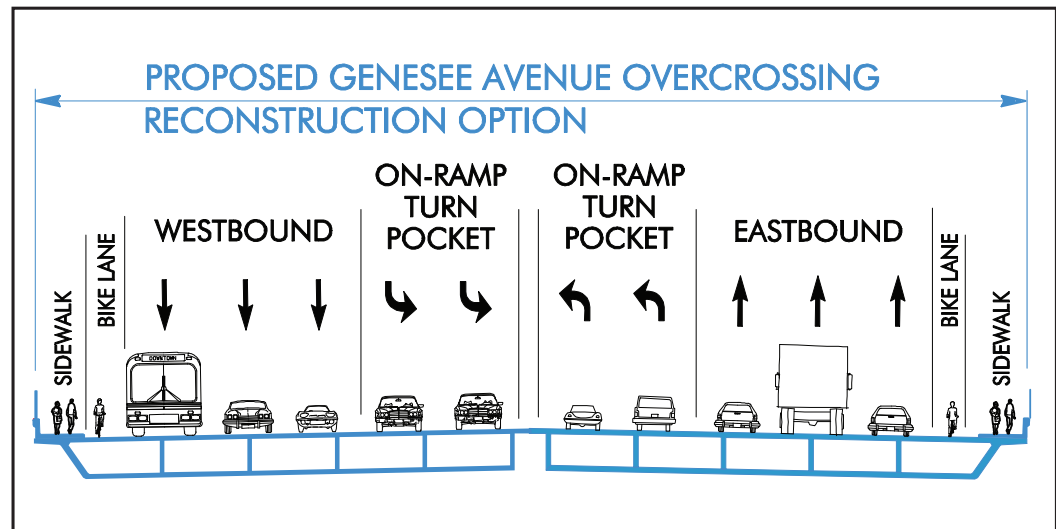 PROPOSED GENESEE AVENUE OVERCROSSING
RECONSTRUCTION OPTION
SIDEWALK
BIKE LANE
WESTBOUND
ON-RAMP
TURN
POCKET
ON-RAMP
TURN
POCKET
EASTBOUND
BIKE LANE
SIDEWALK
DOWNTOWN